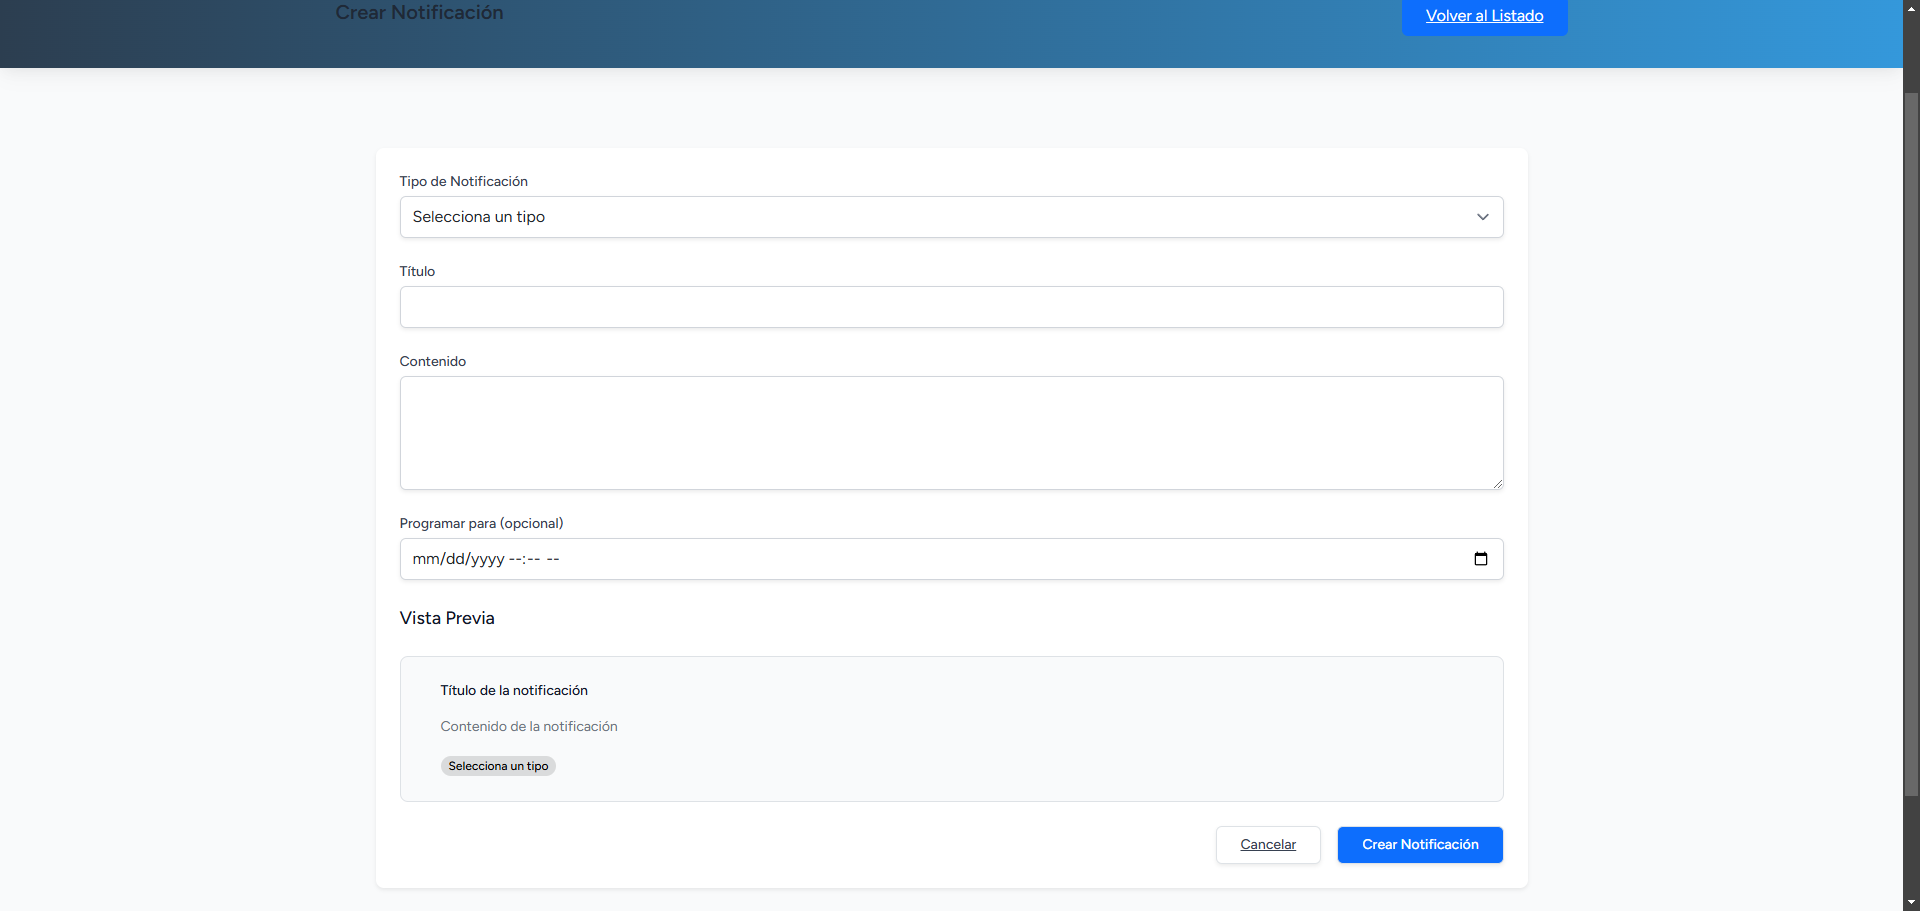 Crear Notificación
Volver al Listado
Tipo de Notificación
Selecciona un tipo
Título
Contenido
Programar para (opcional)
mm/dd/yyyy --:-- --
Vista Previa
Título de la notificación
Contenido de la notificación
Selecciona un tipo
Cancelar
Crear Notificación